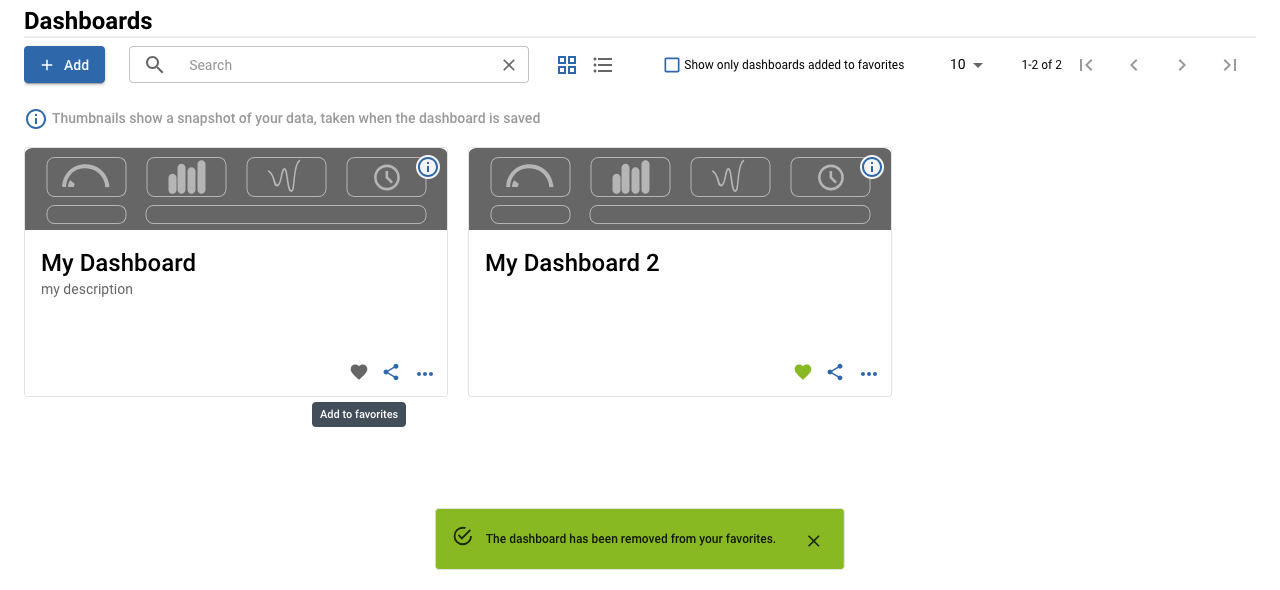 Dashboards
Add
Search
Show only dashboards added to favorites
10
1-2 of 2
Thumbnails show a snapshot of your data, taken when the dashboard is saved
My Dashboard
my description
My Dashboard 2
Add to favorites
The dashboard has been removed from your favorites.